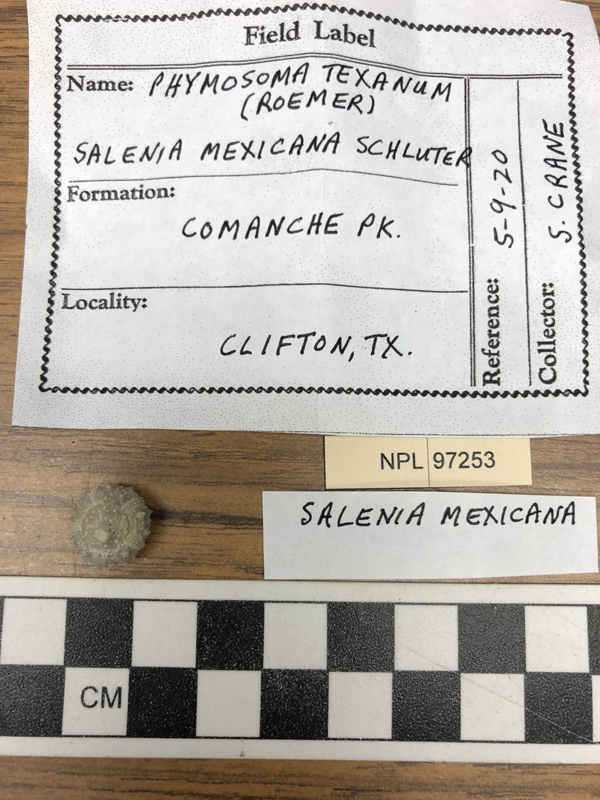 Field Label
Name: PHYMOSOMA TEXANUM
(ROEMER)
SALENIA MEXICANA SCHLUTER
Formation:
COMANCHE PK.
Locality:
CLIFTON, TX.
Reference: 5-9-20
Collector: S. CRANE
NPL 97253
SALENIA MEXICANA
CM